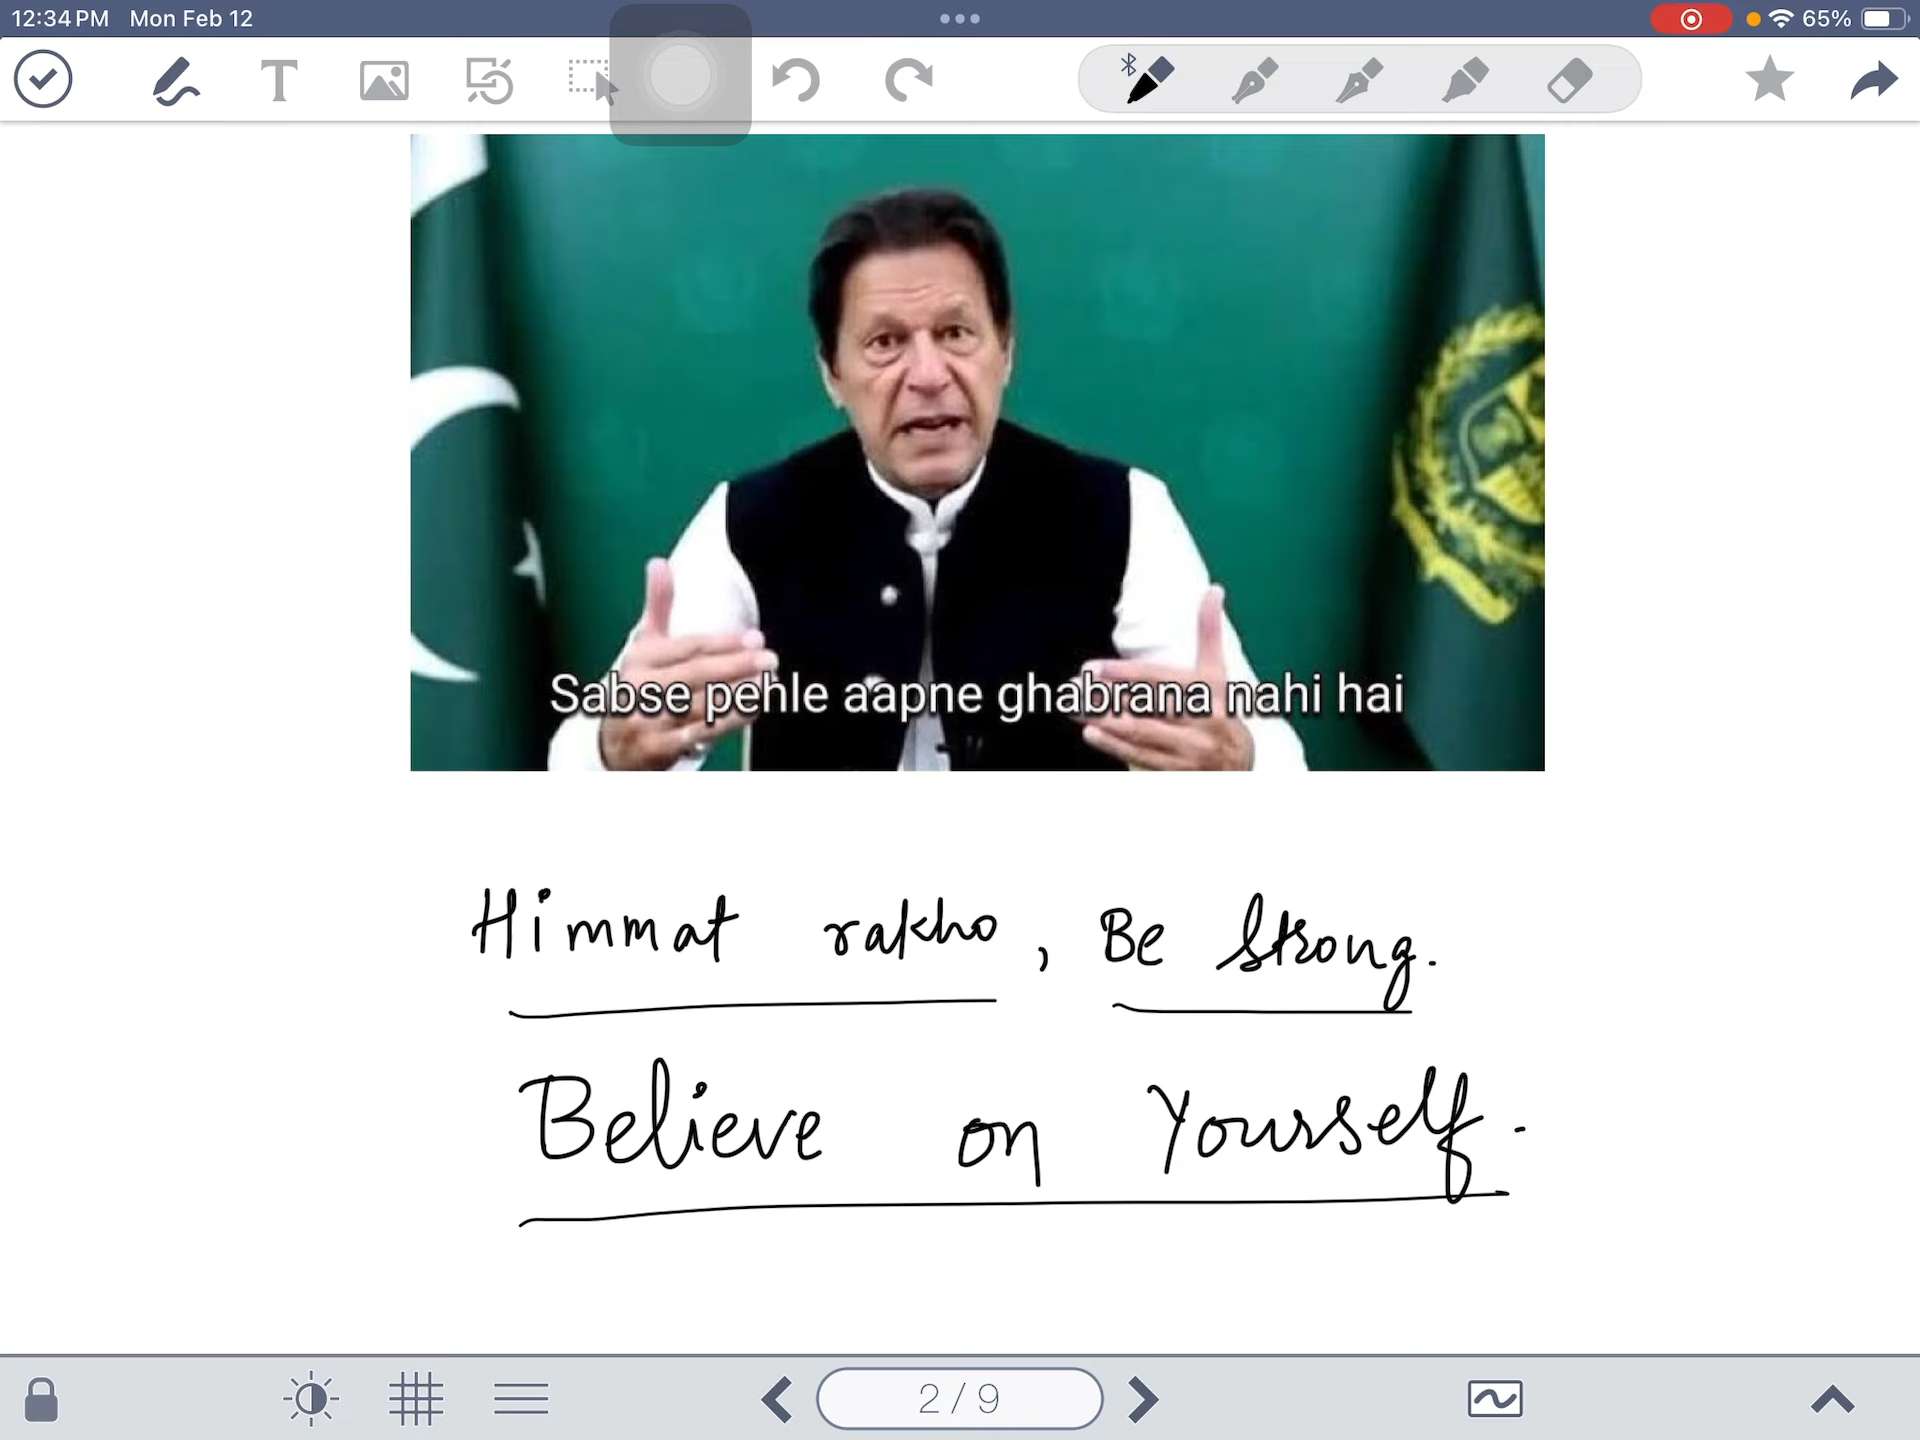 12:34 PM Mon Feb 12
65%
T
Sabse pehle aapne ghabrana nahi hai
Himmat rakho, Be Strong.
Believe on Yourself.
2 / 9